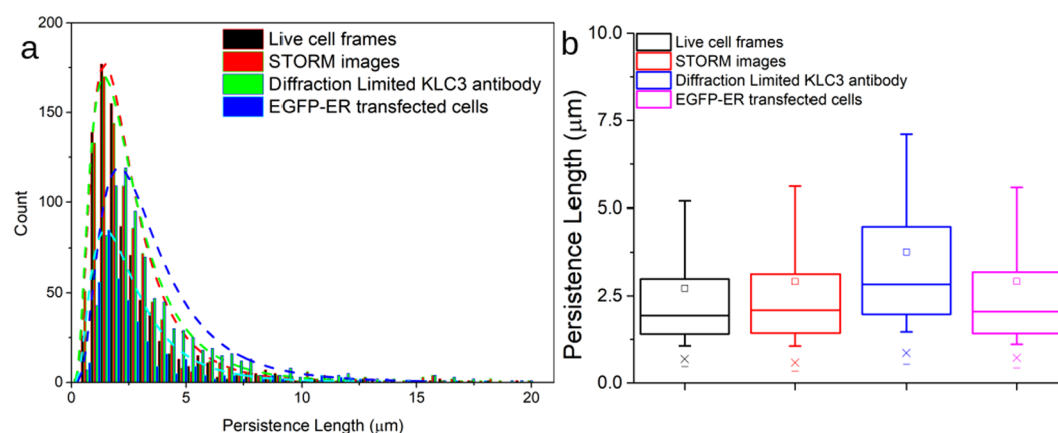 a
200
150
100
50
0
Count
Live cell frames
STORM images
Diffraction Limited KLC3 antibody
EGFP-ER transfected cells
0 5 10 15 20
Persistence Length (μm)
b
10.0
7.5
5.0
2.5
0.0
Persistence Length (μm)
Live cell frames
STORM images
Diffraction Limited KLC3 antibody
EGFP-ER transfected cells